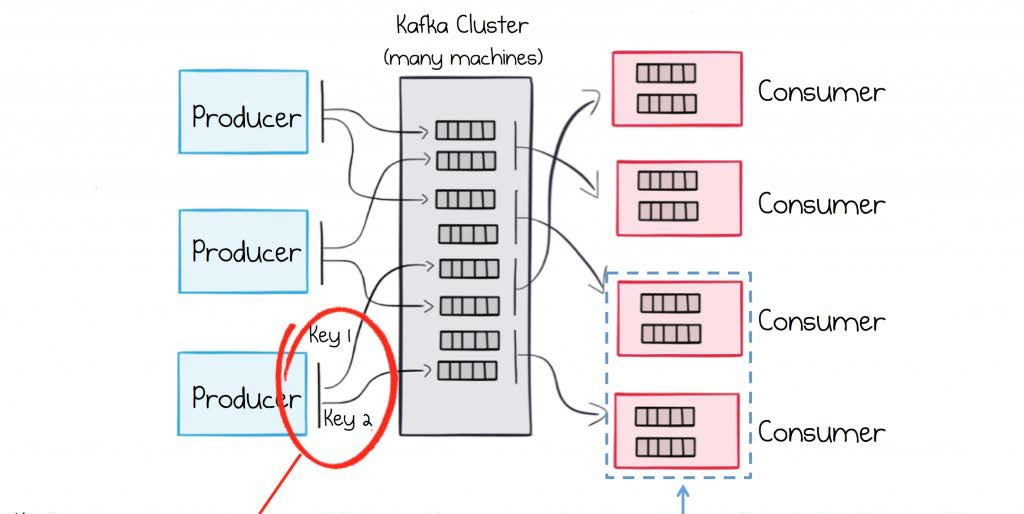 Kafka Cluster
(many machines)
Producer
Producer
Producer
Key 1
Key 2
Consumer
Consumer
Consumer
Consumer